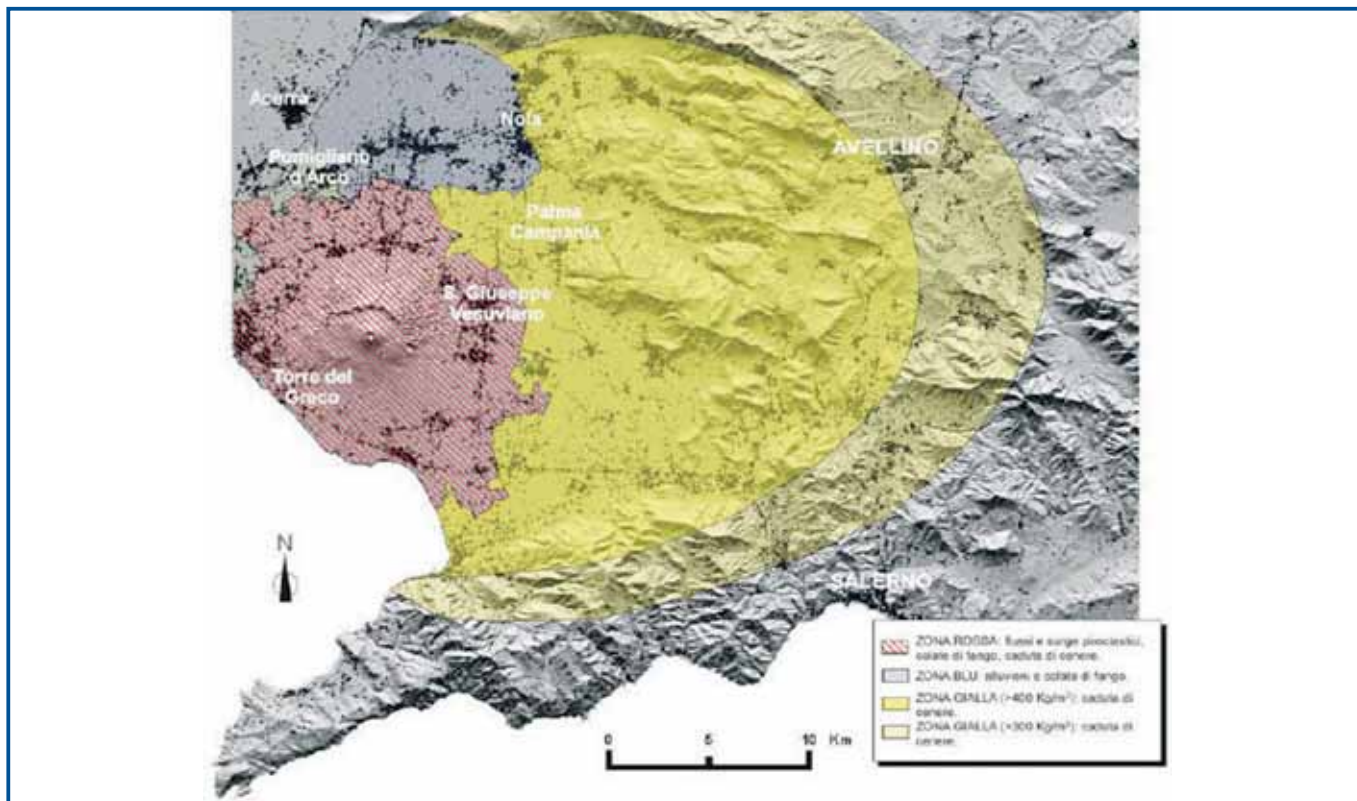 Acerra
Nola
Pomigliano
d'Arco
AVELLINO
Palma
Campania
S. Giuseppe
Vesuviano
Torre del
Greco
N
SALERNO
ZONA ROSSA: flussi e surge piroclastici,
colate di fango, caduta di cenere.
ZONA BLU: alluvioni e colate di fango.
ZONA GIALLA (>400 Kg/m²): caduta di
cenere.
ZONA GIALLA (>300 Kg/m²): caduta di
cenere.
0 5 10 Km